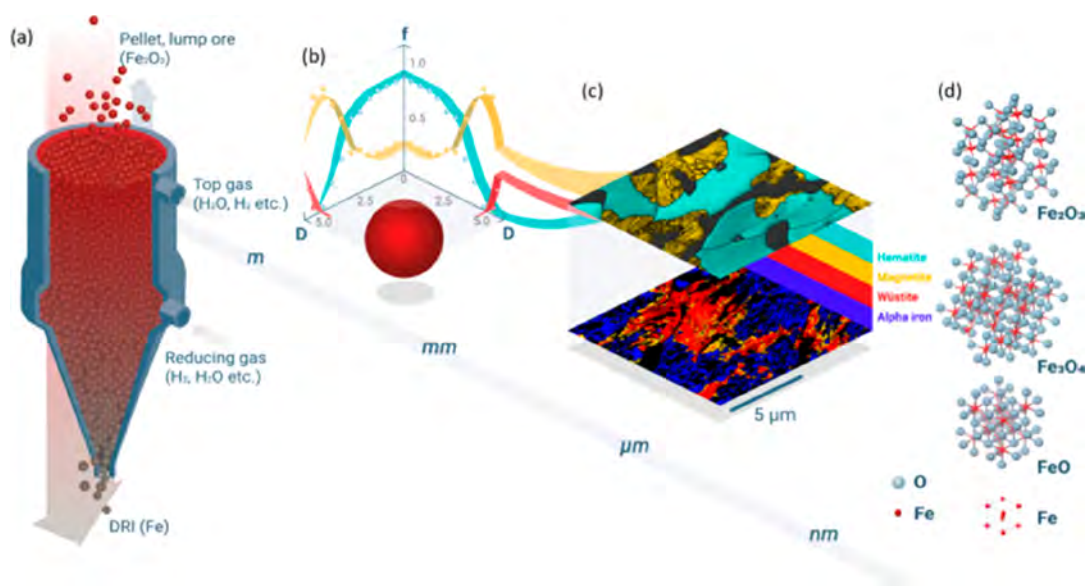 (a)
Pellet, lump ore
(Fe₂O₃)
Top gas
(H₂O, H₂ etc.)
Reducing gas
(H₂, H₂O etc.)
DRI (Fe)
m
mm
μm
nm
(b)
f
1.0
0.5
0
2.5
2.5
5.0
5.0
D
D
(c)
Hematite
Magnetite
Wüstite
Alpha iron
5 μm
(d)
Fe₂O₃
Fe₃O₄
FeO
O
Fe
Fe